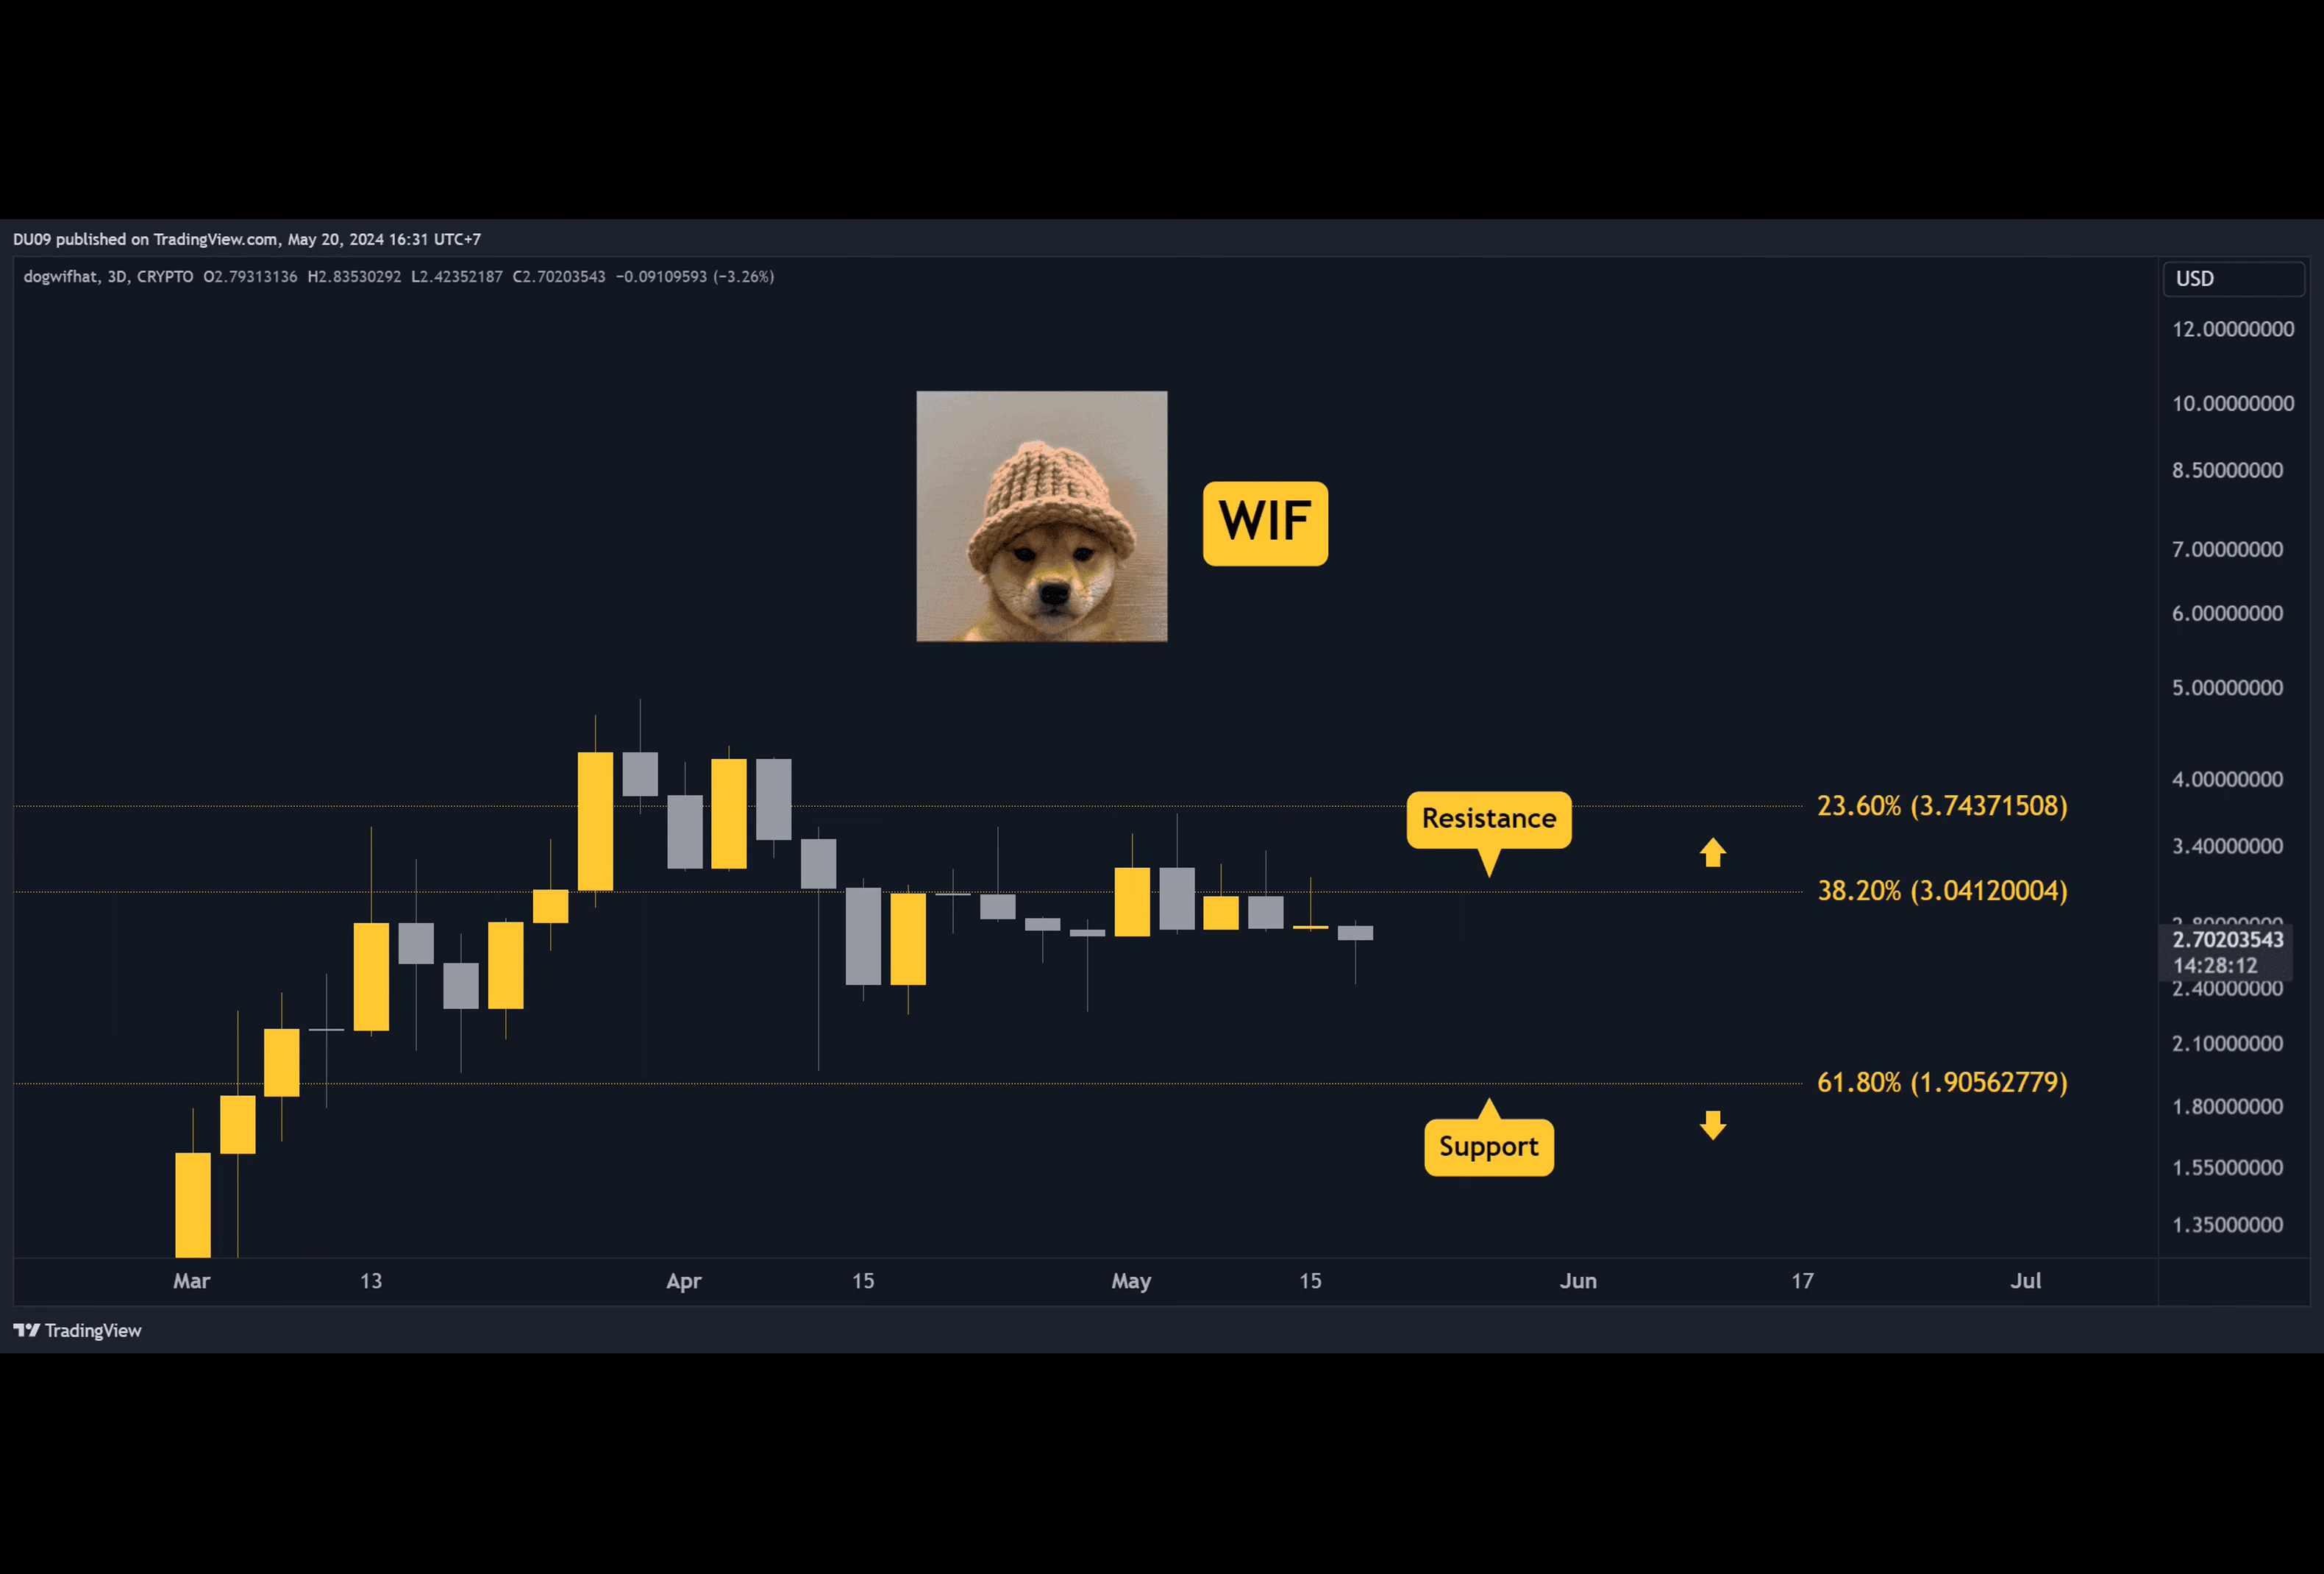 DU09 published on TradingView.com, May 20, 2024 16:31 UTC+7
dogwifhat, 3D, CRYPTO O2.79313136 H2.83530292 L2.42352187 C2.70203543 −0.09109593 (−3.26%)
USD
12.00000000
10.00000000
8.50000000
WIF
7.00000000
6.00000000
5.00000000
4.00000000
23.60% (3.74371508)
Resistance
3.40000000
38.20% (3.04120004)
2.80000000
2.70203543
14:28:12
2.40000000
2.10000000
61.80% (1.90562779)
1.80000000
Support
1.55000000
1.35000000
Mar 13 Apr 15 May 15 Jun 17 Jul
TradingView